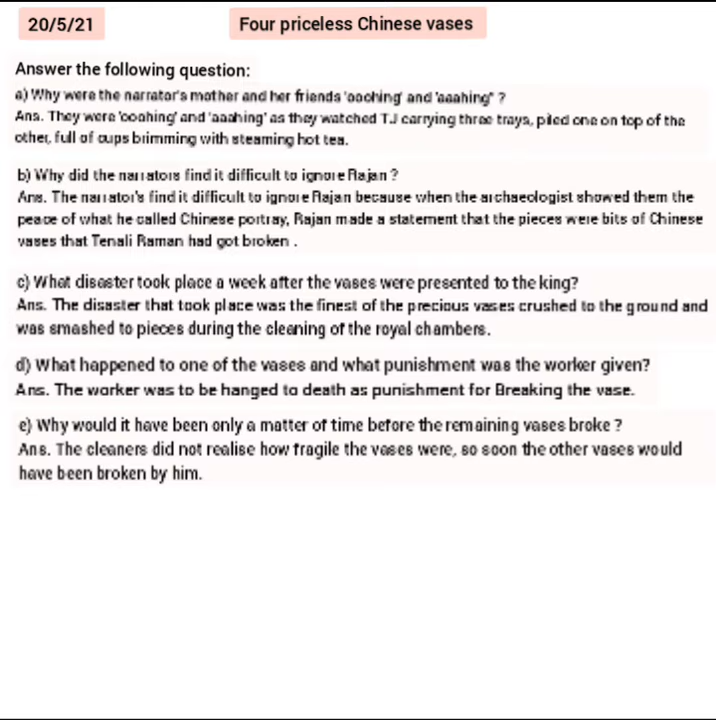 20/5/21
Four priceless Chinese vases
Answer the following question:
a) Why were the narrator's mother and her friends 'oohing' and 'aaahing" ?
Ans. They were 'oohing' and 'aaahing' as they watched TJ carrying three trays, piled one on top of the
other, full of cups brimming with steaming hot tea.
b) Why did the narrators find it difficult to ignore Rajan ?
Ans. The narrator's find it difficult to ignore Rajan because when the archaeologist showed them the
peace of what he called Chinese portray, Rajan made a statement that the pieces were bits of Chinese
vases that Tenali Raman had got broken .
c) What disaster took place a week after the vases were presented to the king?
Ans. The disaster that took place was the finest of the precious vases crushed to the ground and
was smashed to pieces during the cleaning of the royal chambers.
d) What happened to one of the vases and what punishment was the worker given?
Ans. The worker was to be hanged to death as punishment for Breaking the vase.
e) Why would it have been only a matter of time before the remaining vases broke ?
Ans. The cleaners did not realise how fragile the vases were, so soon the other vases would
have been broken by him.